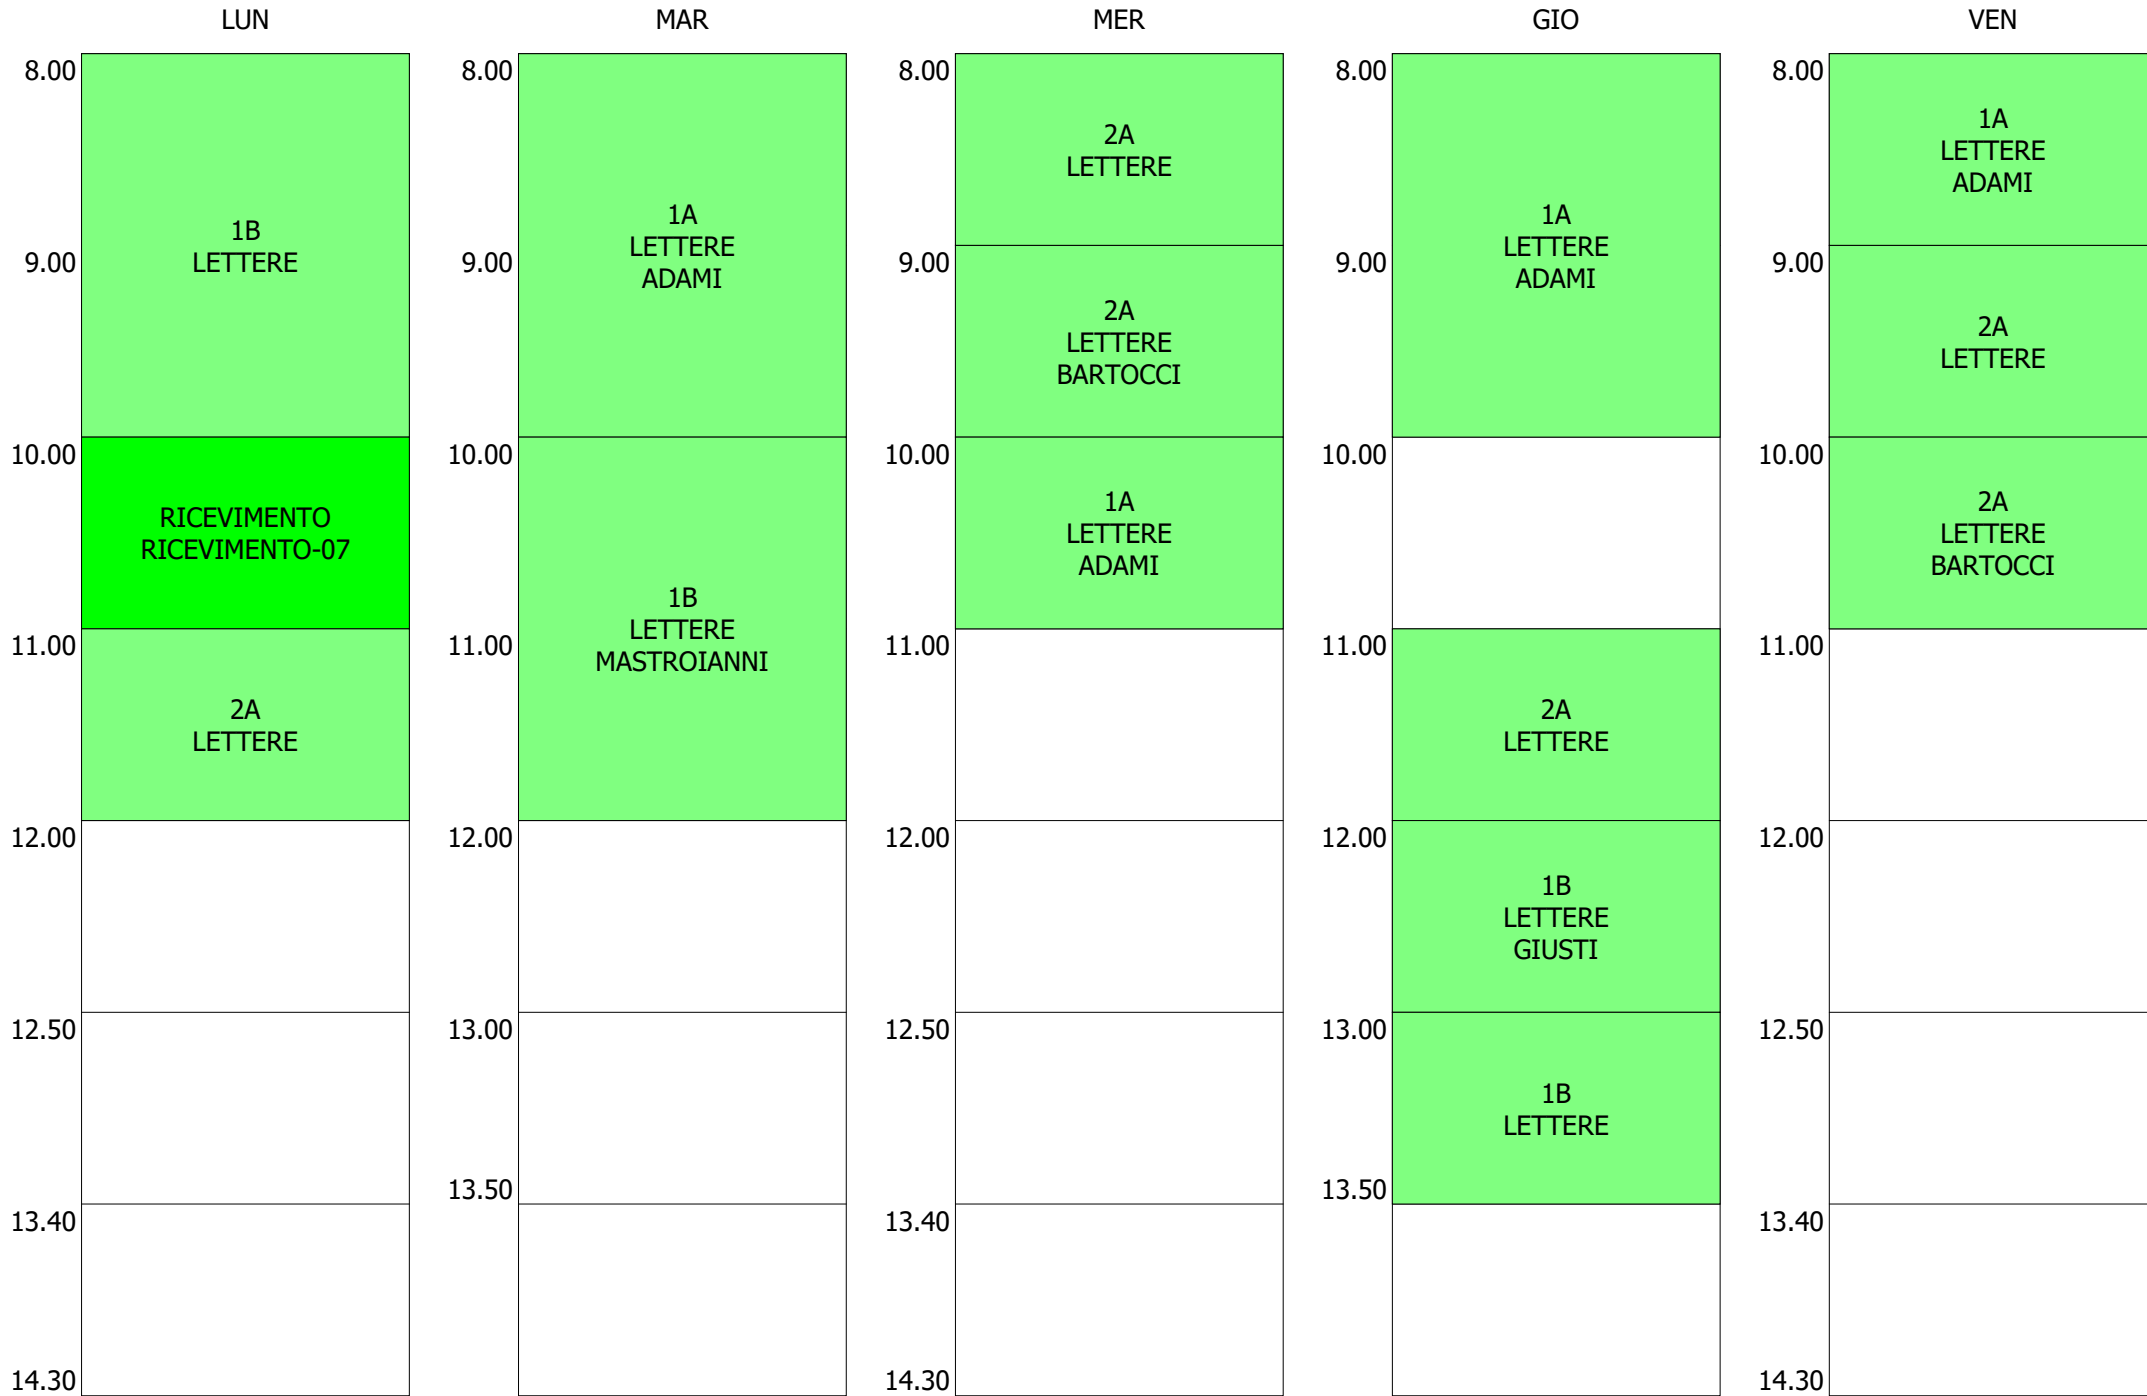 LUN
8.00
1B
LETTERE
9.00
10.00
RICEVIMENTO
RICEVIMENTO-07
11.00
2A
LETTERE
12.00
12.50
13.40
14.30
MAR
8.00
1A
LETTERE
ADAMI
9.00
10.00
1B
LETTERE
MASTROIANNI
11.00
12.00
13.00
13.50
MER
8.00
2A
LETTERE
9.00
2A
LETTERE
BARTOCCI
10.00
1A
LETTERE
ADAMI
11.00
12.00
12.50
13.40
14.30
GIO
8.00
1A
LETTERE
ADAMI
9.00
10.00
11.00
2A
LETTERE
12.00
1B
LETTERE
GIUSTI
13.00
1B
LETTERE
13.50
VEN
8.00
1A
LETTERE
ADAMI
9.00
2A
LETTERE
10.00
2A
LETTERE
BARTOCCI
11.00
12.00
12.50
13.40
14.30